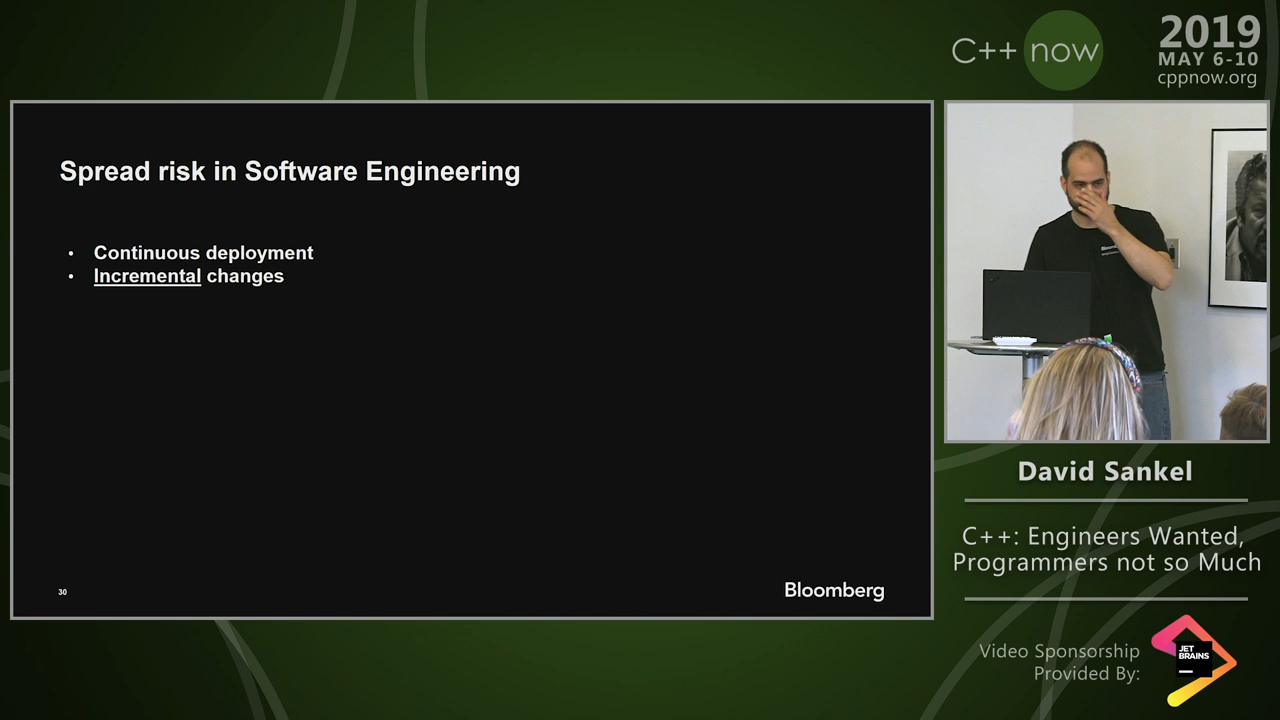 C++ now
2019
MAY 6-10
cppnow.org
Spread risk in Software Engineering
• Continuous deployment
• Incremental changes
30
Bloomberg
David Sankel
C++: Engineers Wanted,
Programmers not so Much
Video Sponsorship
Provided By:
JET
BRAINS